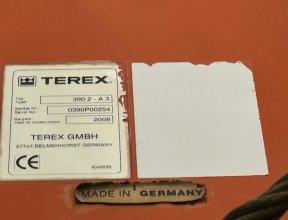 TEREX
Typ
Type 390.2 - A 3
Geräte Nr.
Serial No. 0390P00254
Baujahr
Year of construction 2008
TEREX GMBH
27747 DELMENHORST GERMANY
CE
MADE IN GERMANY